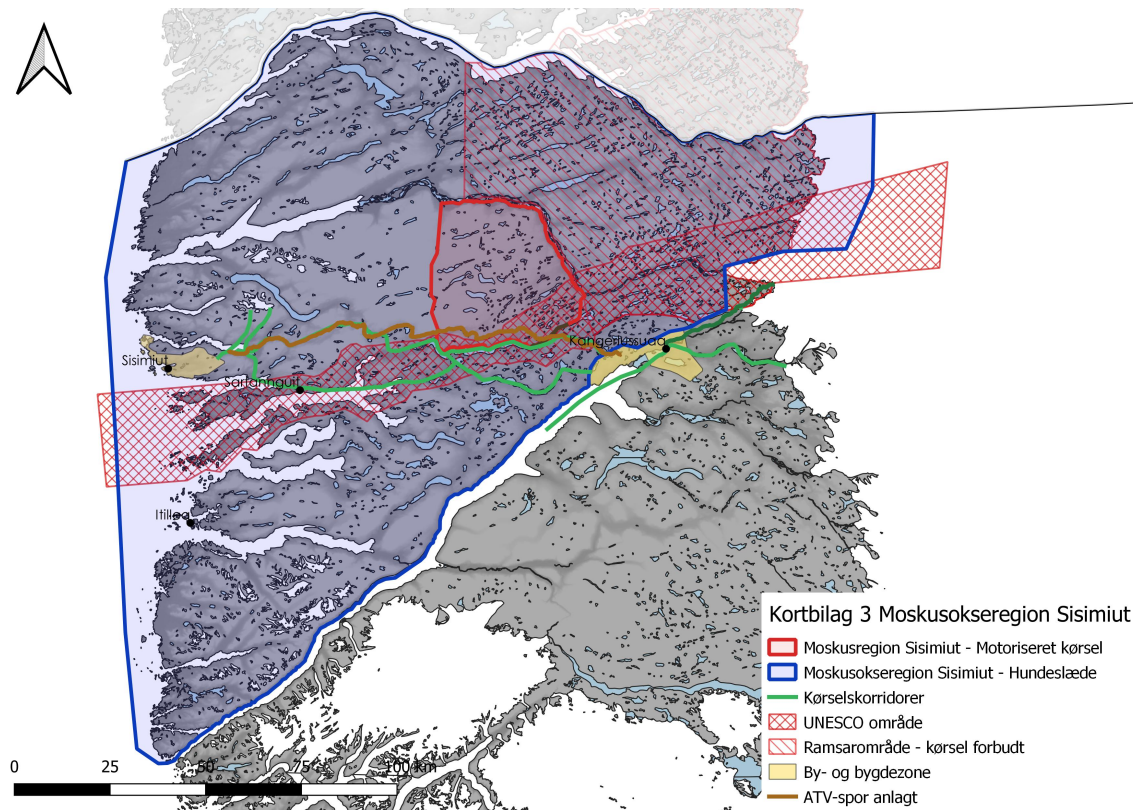 Sisimiut
Sarfannguit
Kangerlussuaq
Itilleq
Kortbilag 3 Moskusokseregion Sisimiut
Moskusregion Sisimiut - Motoriseret kørsel
Moskusokseregion Sisimiut - Hundeslæde
Kørselskorridorer
UNESCO område
Ramsarområde - kørsel forbudt
By- og bygdezone
ATV-spor anlagt
0 25 50 75 100 km